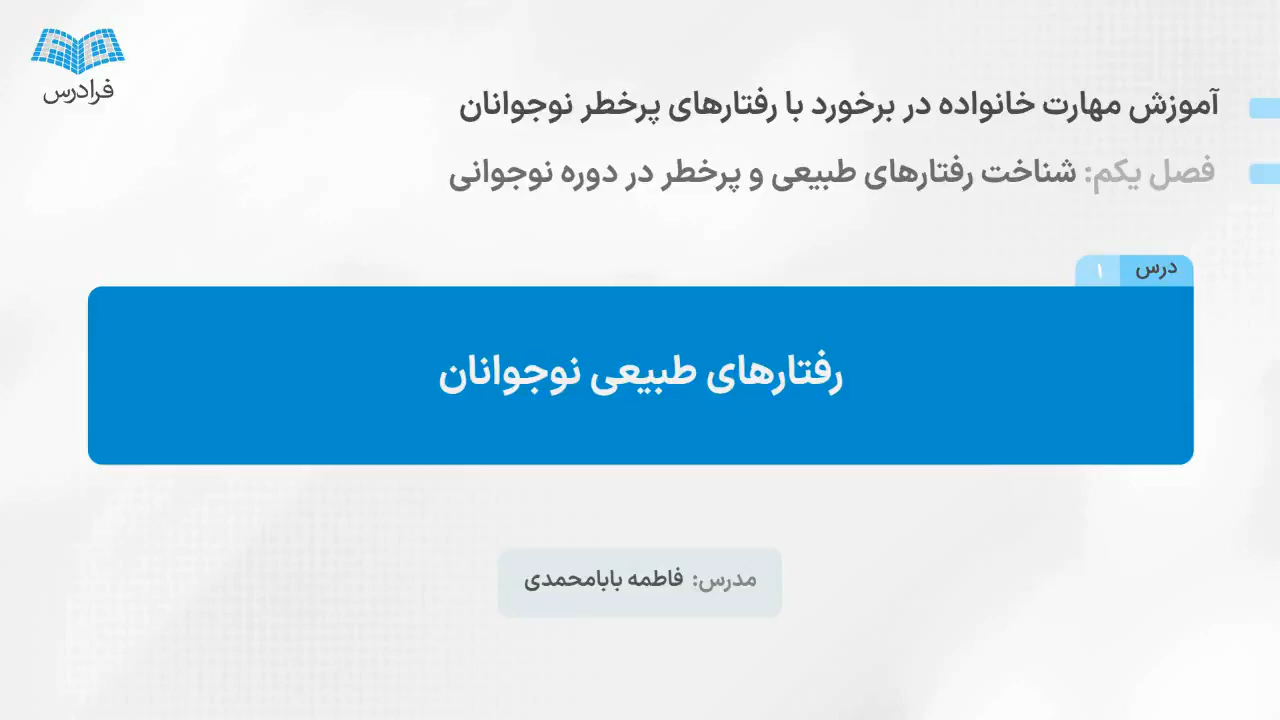 فرادرس
آموزش مهارت خانواده در برخورد با رفتارهای پرخطر نوجوانان
فصل یکم: شناخت رفتارهای طبیعی و پرخطر در دوره نوجوانی
درس ۱
رفتارهای طبیعی نوجوانان
مدرس: فاطمه بابامحمدی